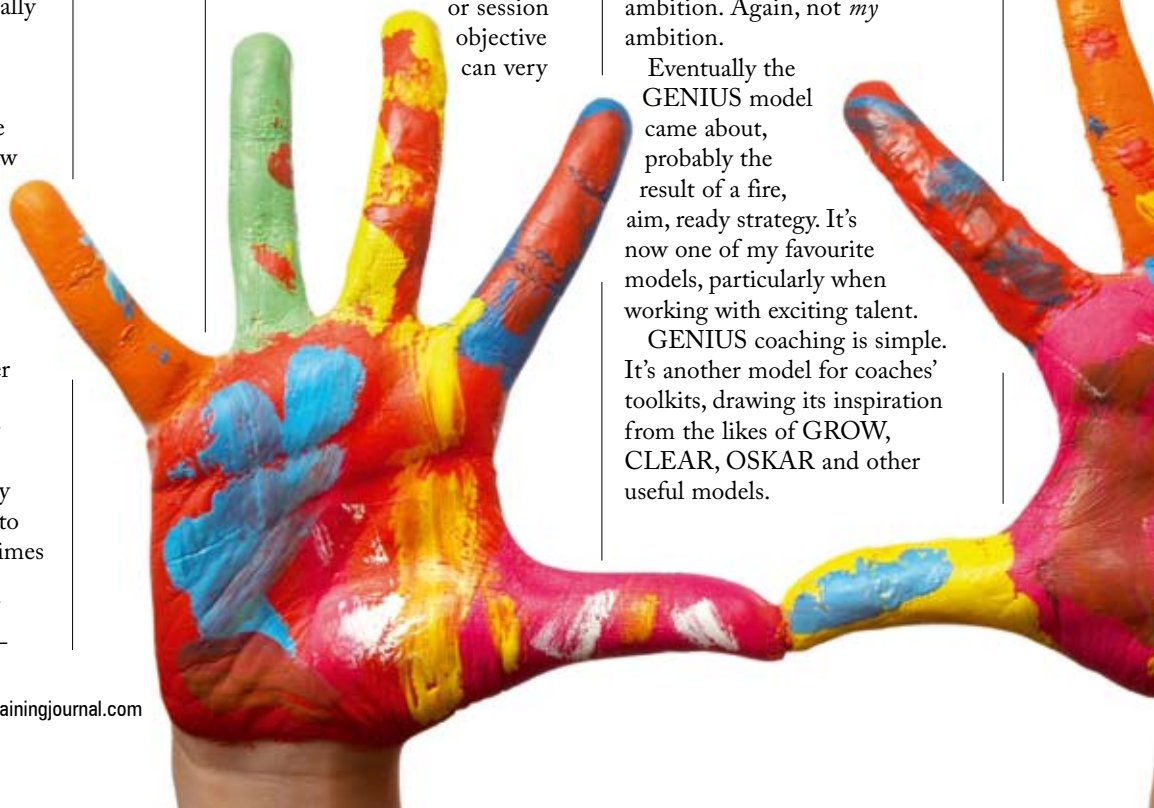 ally
e
w
er
y
to
imes
ainingjournal.com
or session
objective
can very
ambition. Again, not my
ambition.
Eventually the
GENIUS model
came about,
probably the
result of a fire,
aim, ready strategy. It's
now one of my favourite
models, particularly when
working with exciting talent.
GENIUS coaching is simple.
It's another model for coaches'
toolkits, drawing its inspiration
from the likes of GROW,
CLEAR, OSKAR and other
useful models.